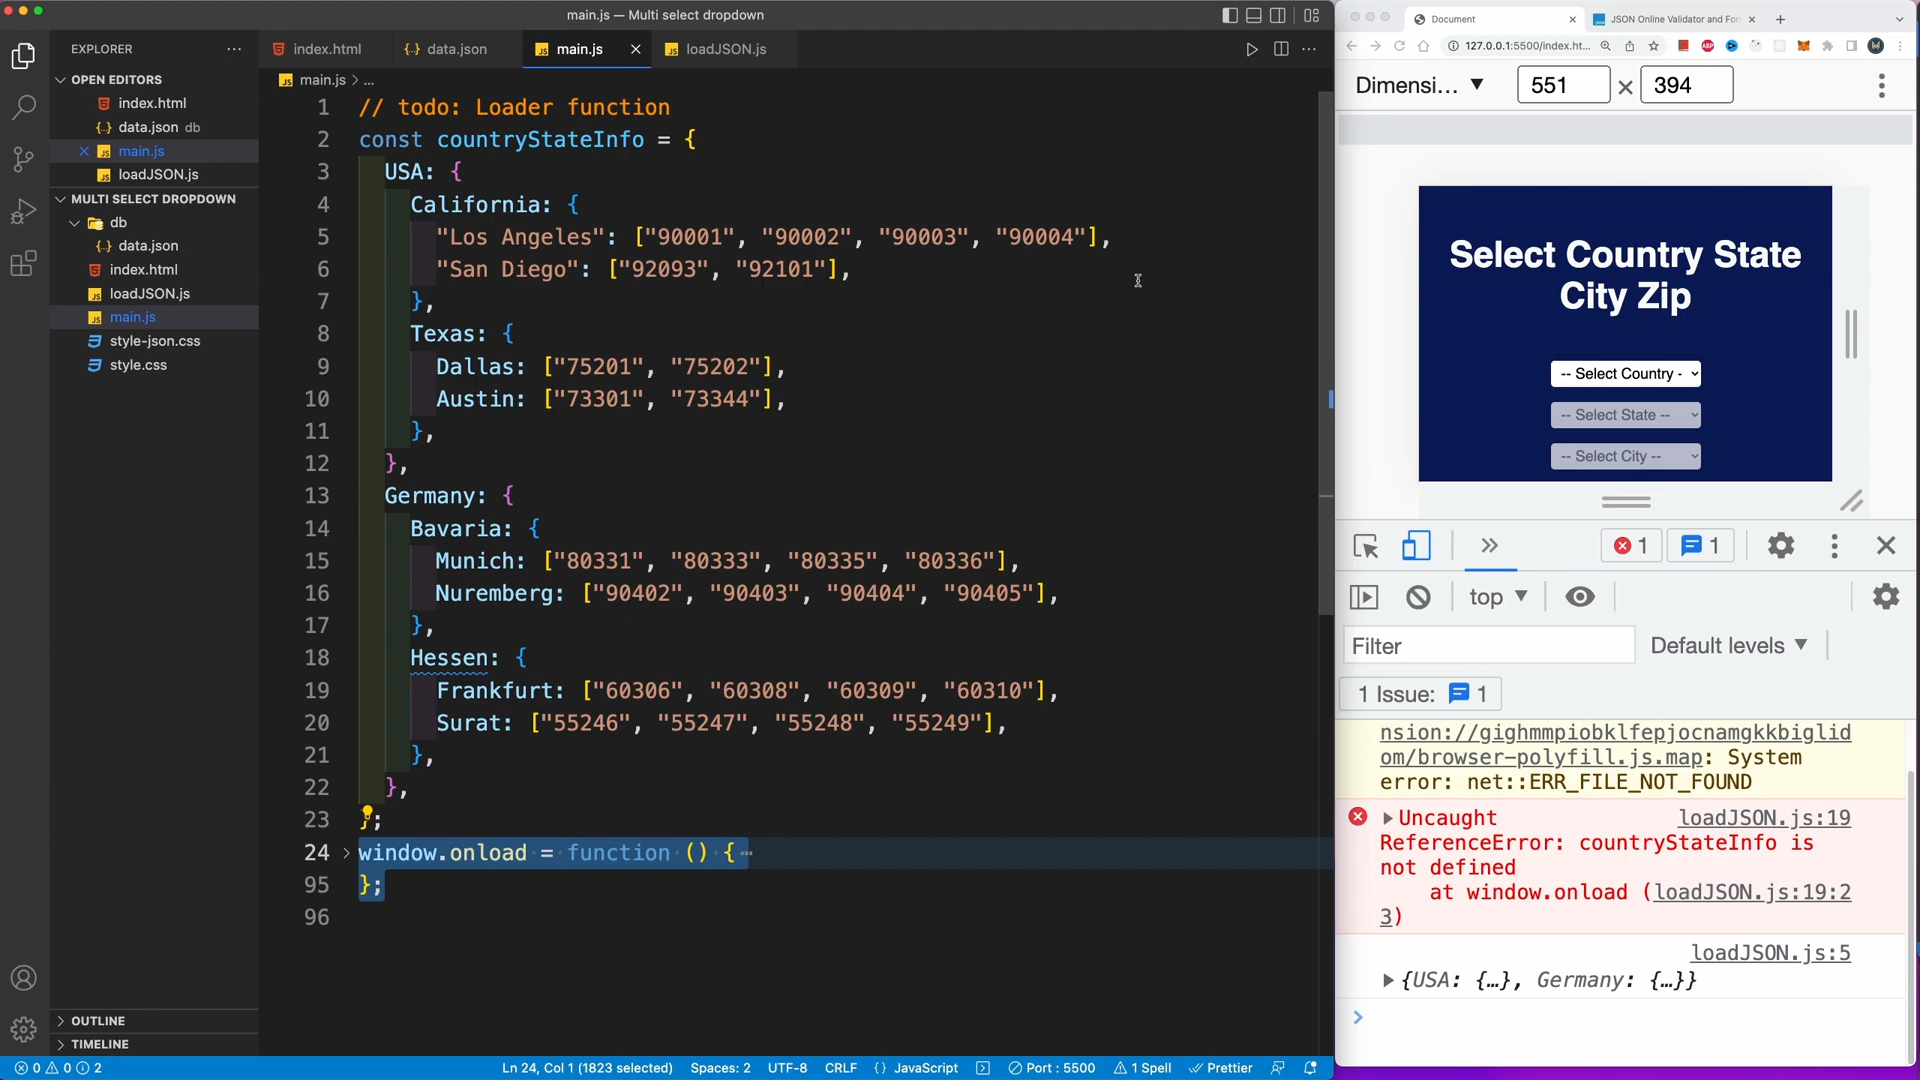 main.js — Multi select dropdown
EXPLORER
OPEN EDITORS
index.html
data.json db
main.js
loadJSON.js
MULTI SELECT DROPDOWN
db
data.json
index.html
loadJSON.js
main.js
style-json.css
style.css
OUTLINE
TIMELINE
index.html
data.json
main.js
loadJSON.js
main.js > ...
1 // todo: Loader function
2 const countryStateInfo = {
3 USA: {
4 California: {
5 "Los Angeles": ["90001", "90002", "90003", "90004"],
6 "San Diego": ["92093", "92101"],
7 },
8 Texas: {
9 Dallas: ["75201", "75202"],
10 Austin: ["73301", "73344"],
11 },
12 },
13 Germany: {
14 Bavaria: {
15 Munich: ["80331", "80333", "80335", "80336"],
16 Nuremberg: ["90402", "90403", "90404", "90405"],
17 },
18 Hessen: {
19 Frankfurt: ["60306", "60308", "60309", "60310"],
20 Surat: ["55246", "55247", "55248", "55249"],
21 },
22 },
23 };
24 window.onload = function () {
95 };
96
0 0 2
Ln 24, Col 1 (1823 selected) Spaces: 2 UTF-8 CRLF {} JavaScript Port : 5500 1 Spell Prettier
Document
JSON Online Validator and For
127.0.0.1:5500/index.ht...
Dimensi... 551 × 394
Select Country State
City Zip
-- Select Country -
-- Select State --
-- Select City --
1 1
top
Filter Default levels
1 Issue: 1
nsion://gighmmpiobklfepjocnamgkkbiglid
om/browser-polyfill.js.map: System
error: net::ERR_FILE_NOT_FOUND
Uncaught loadJSON.js:19
ReferenceError: countryStateInfo is
not defined
at window.onload (loadJSON.js:19:2
3)
loadJSON.js:5
{USA: {…}, Germany: {…}}